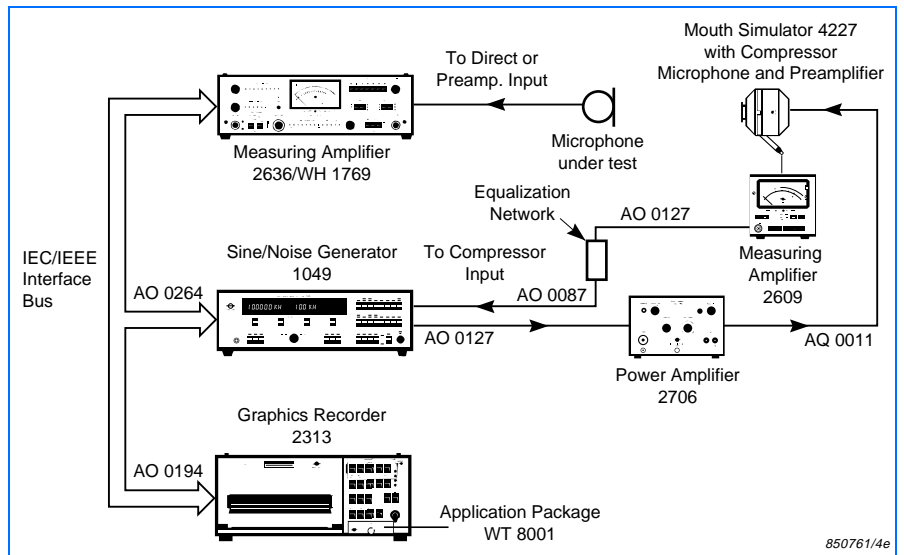 Mouth Simulator 4227
with Compressor
Microphone and Preamplifier
To Direct or
Preamp. Input
Microphone
under test
Measuring Amplifier
2636/WH 1769
Equalization
Network
AO 0127
Measuring
Amplifier
2609
IEC/IEEE
Interface
Bus
AO 0264
Sine/Noise Generator
1049
To Compressor
Input
AO 0087
AO 0127
AQ 0011
Power Amplifier
2706
Graphics Recorder
2313
AO 0194
Application Package
WT 8001
850761/4e